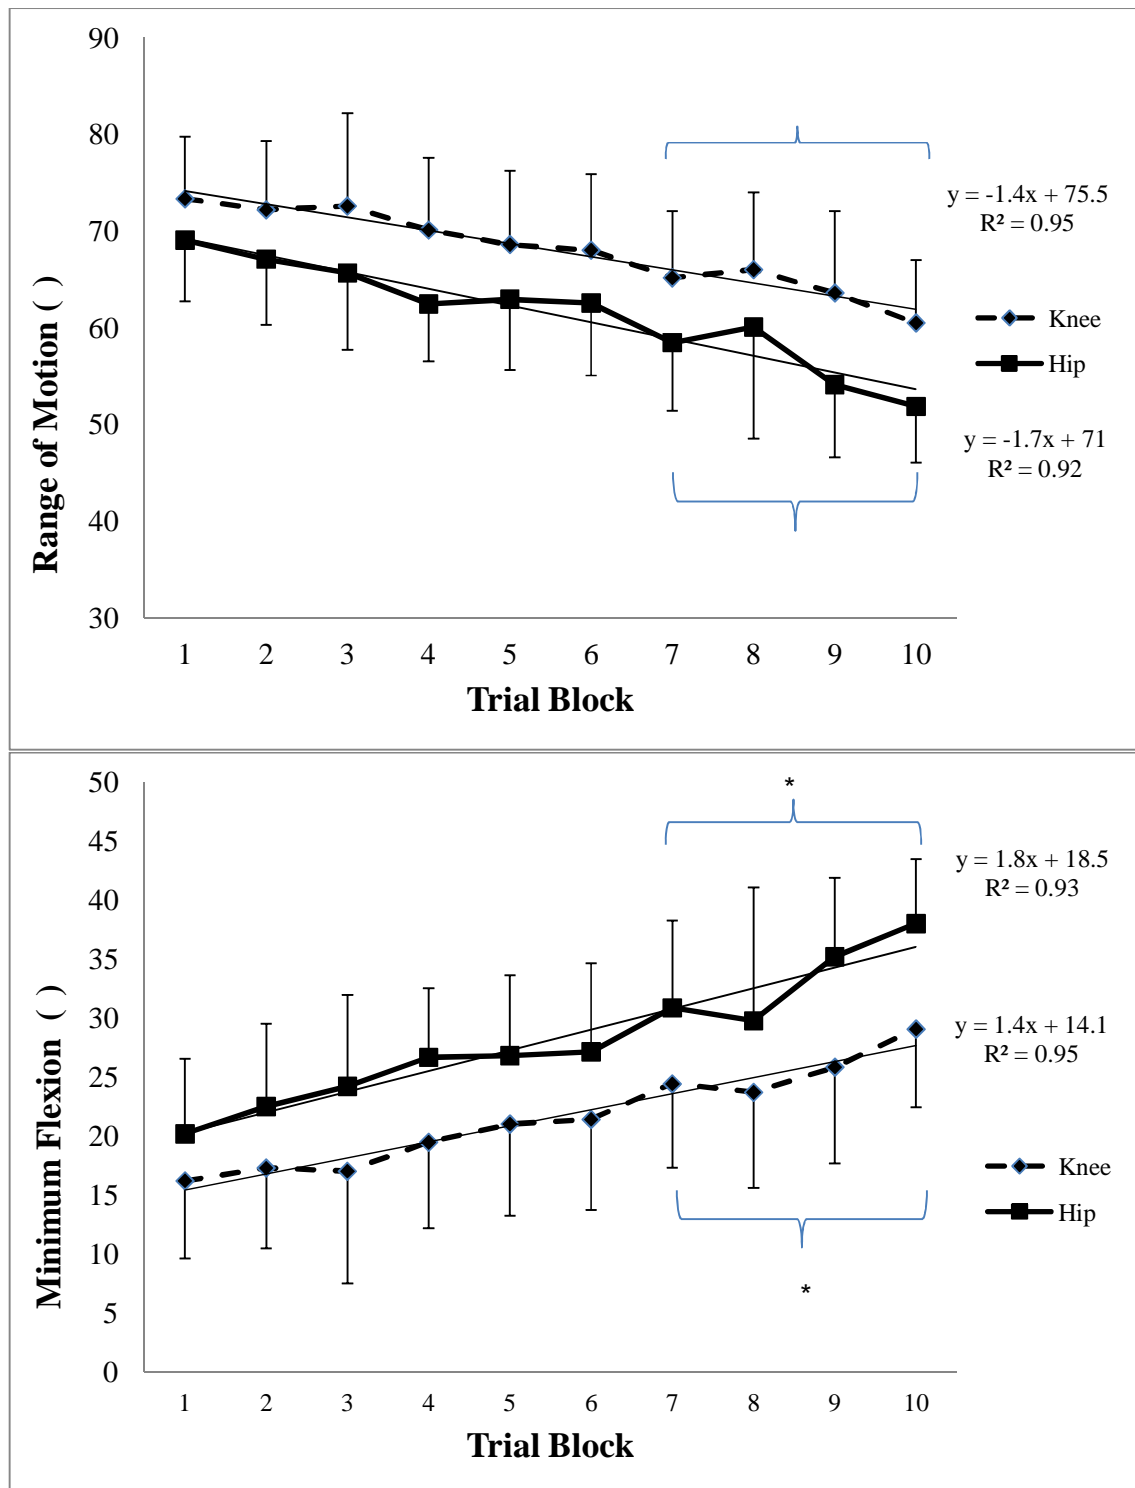 90
80
70
60
50
40
30
Range of Motion ( )
1 2 3 4 5 6 7 8 9 10
Trial Block
y = -1.4x + 75.5
R² = 0.95
Knee
Hip
y = -1.7x + 71
R² = 0.92
50
45
40
35
30
25
20
15
10
5
0
Minimum Flexion ( )
*
y = 1.8x + 18.5
R² = 0.93
y = 1.4x + 14.1
R² = 0.95
Knee
Hip
*
1 2 3 4 5 6 7 8 9 10
Trial Block